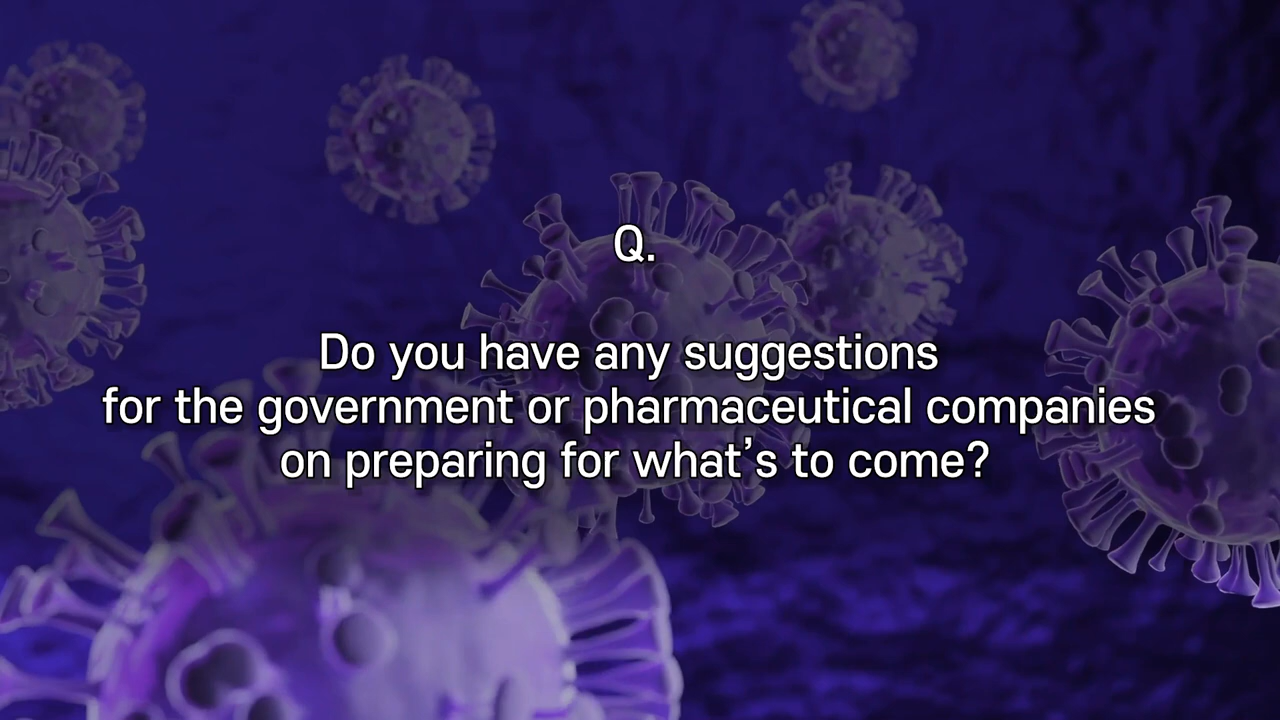 Q.
Do you have any suggestions
for the government or pharmaceutical companies
on preparing for what's to come?